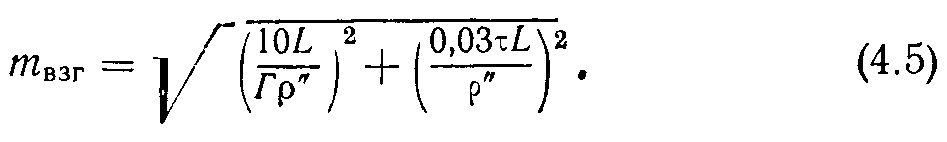 m_взг = √((10L / Γρ″)² + (0,03τL / ρ″)²). (4.5)